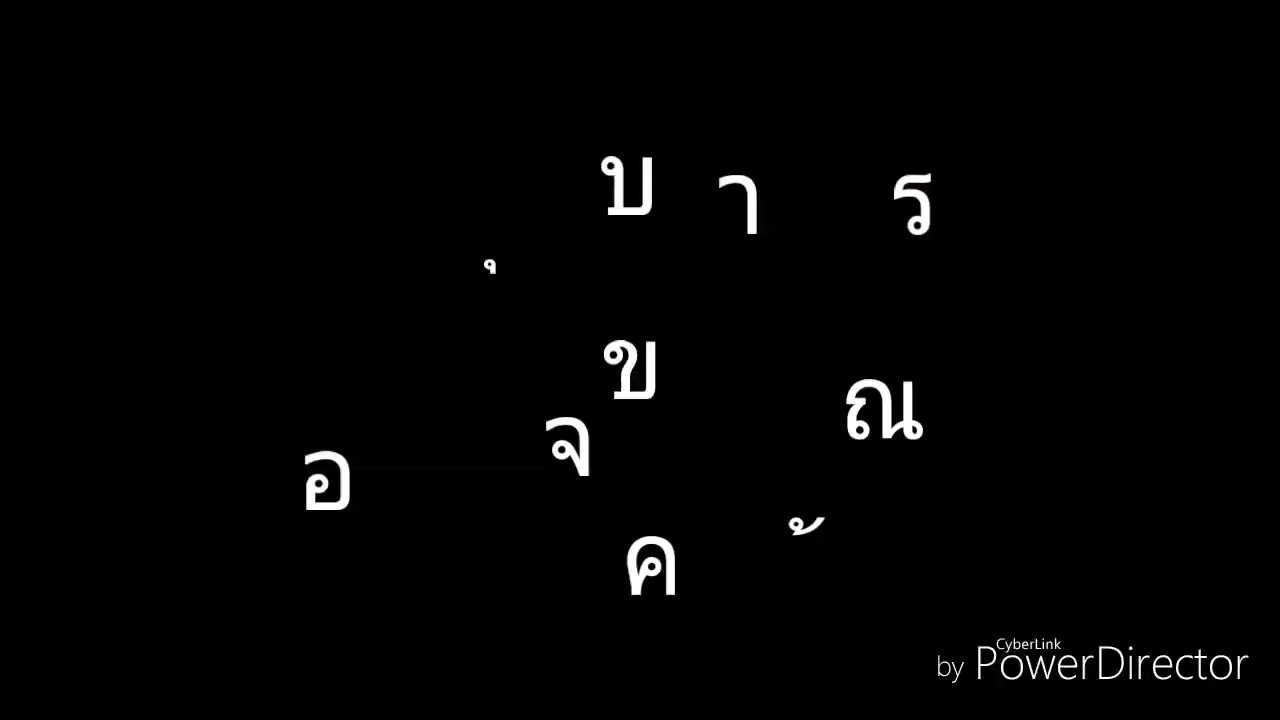 บ า ร
ุ
ข
ณ
จ
อ
้
ค
CyberLink
by PowerDirector